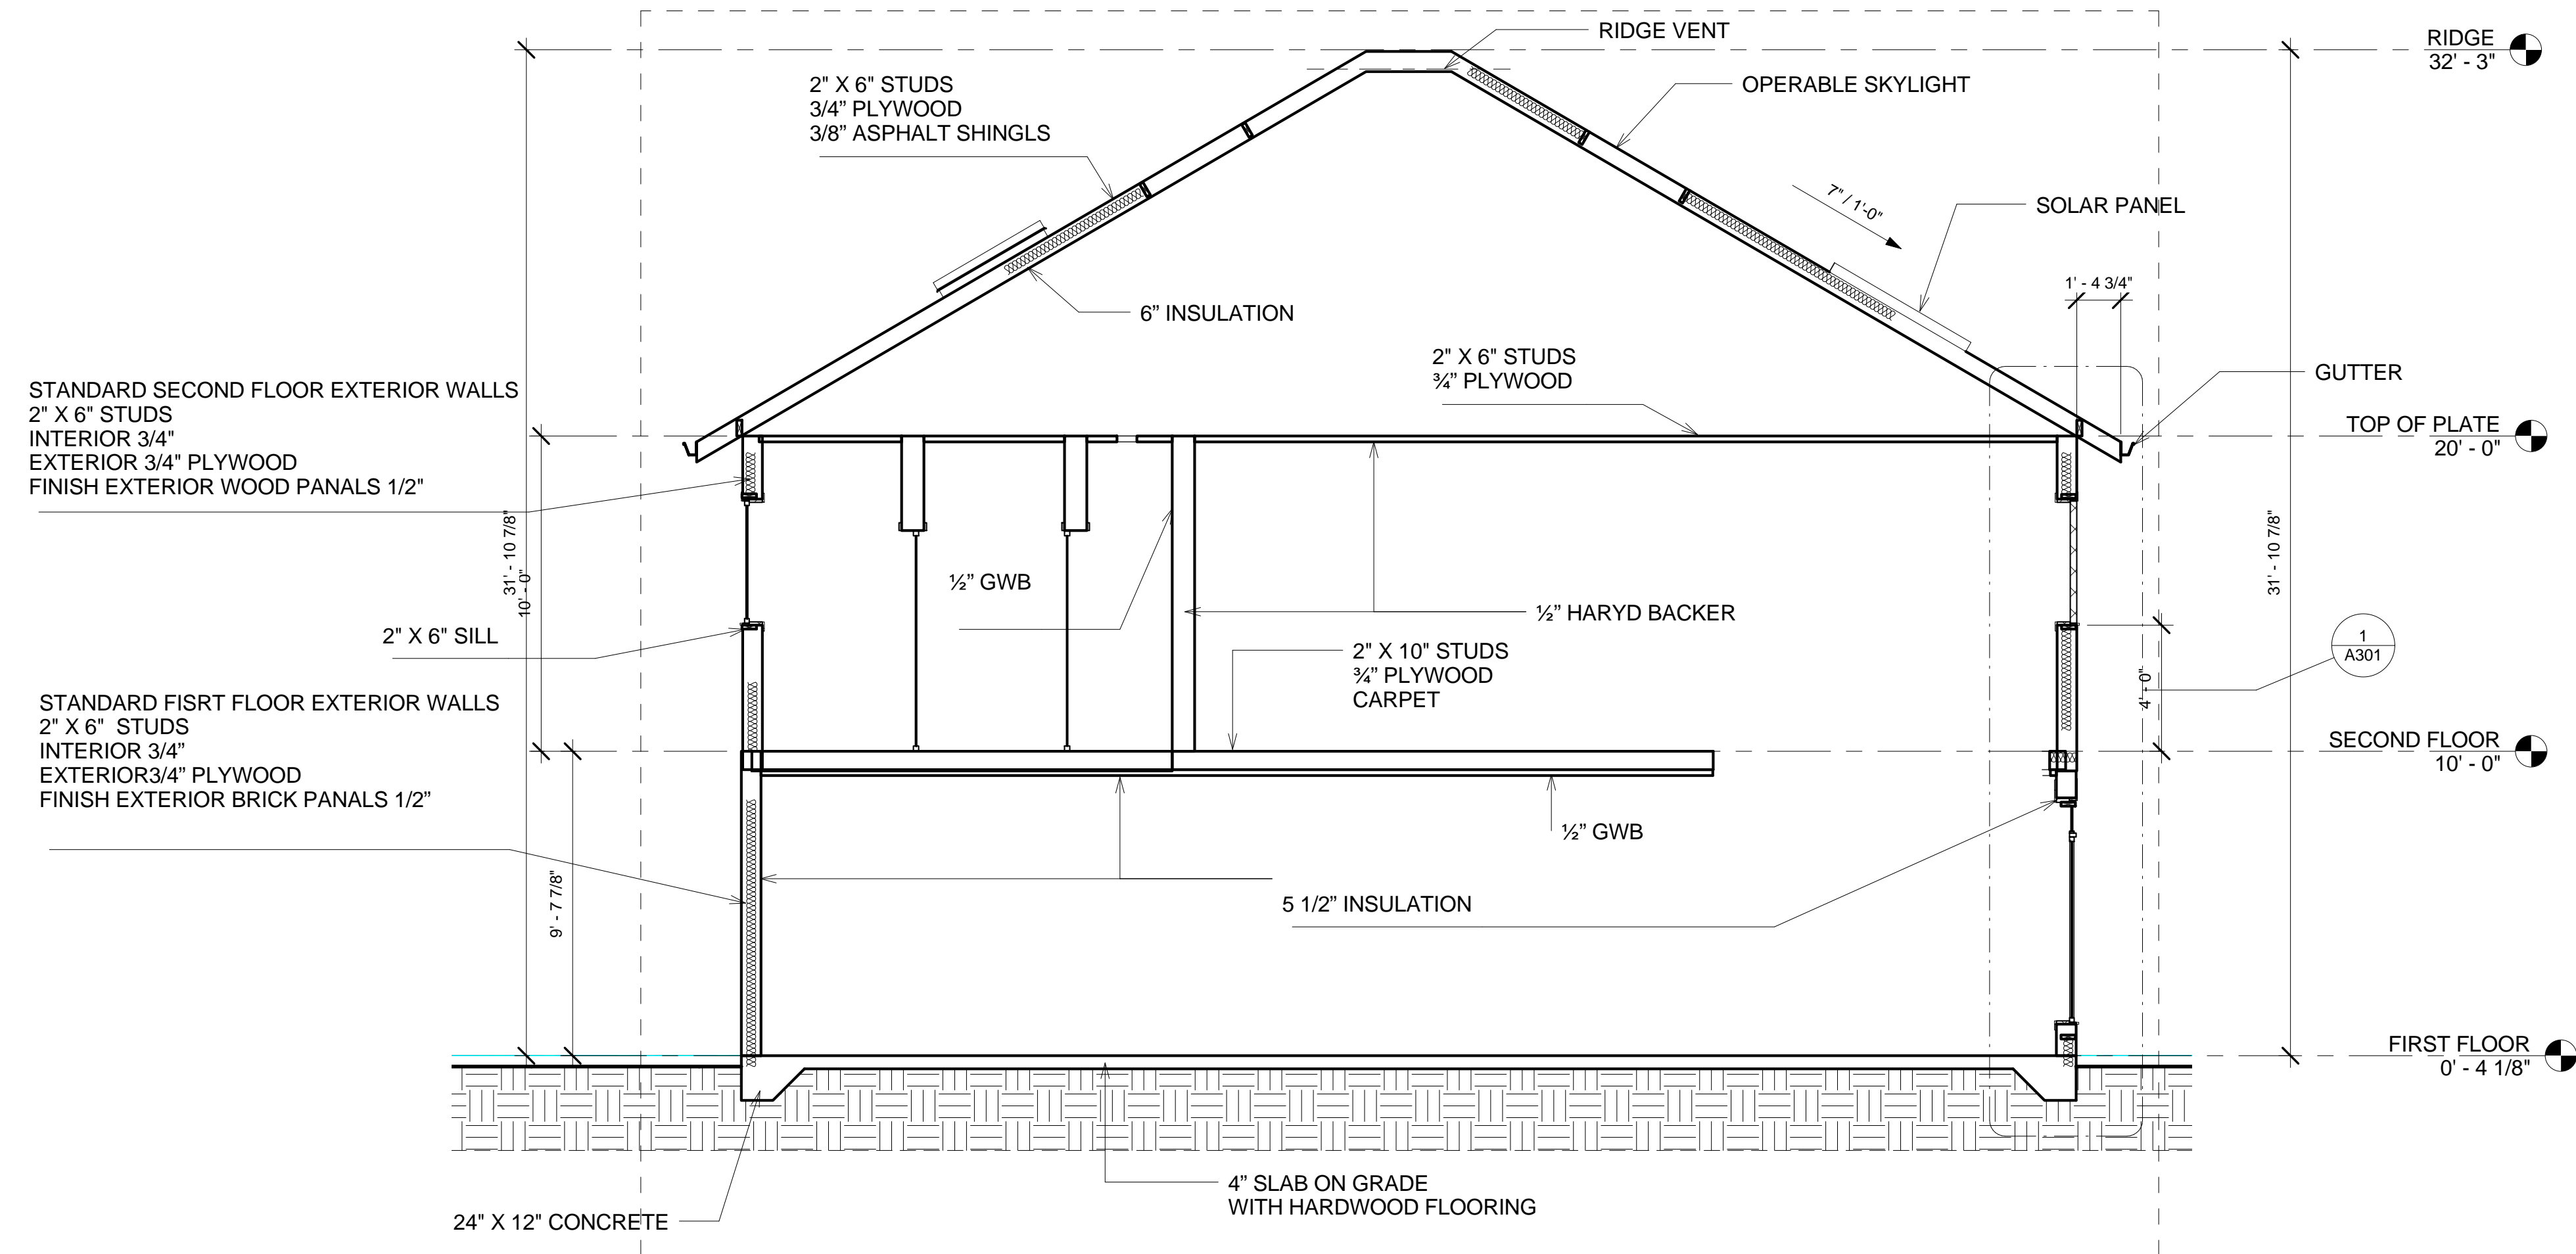 RIDGE VENT
RIDGE
32' - 3"
2" X 6" STUDS
3/4” PLYWOOD
3/8” ASPHALT SHINGLS
OPERABLE SKYLIGHT
7" / 1'-0"
SOLAR PANEL
1' - 4 3/4"
6” INSULATION
2" X 6" STUDS
¾” PLYWOOD
GUTTER
STANDARD SECOND FLOOR EXTERIOR WALLS
2" X 6" STUDS
INTERIOR 3/4"
EXTERIOR 3/4" PLYWOOD
FINISH EXTERIOR WOOD PANALS 1/2"
TOP OF PLATE
20' - 0"
31' - 10 7/8"
10' - 0"
31' - 10 7/8"
½” GWB
½” HARYD BACKER
2" X 6" SILL
2" X 10" STUDS
¾” PLYWOOD
CARPET
1
A301
4' - 0"
STANDARD FISRT FLOOR EXTERIOR WALLS
2" X 6" STUDS
INTERIOR 3/4”
EXTERIOR3/4” PLYWOOD
FINISH EXTERIOR BRICK PANALS 1/2”
SECOND FLOOR
10' - 0"
½” GWB
9' - 7 7/8"
5 1/2” INSULATION
FIRST FLOOR
0' - 4 1/8"
4” SLAB ON GRADE
WITH HARDWOOD FLOORING
24" X 12" CONCRETE